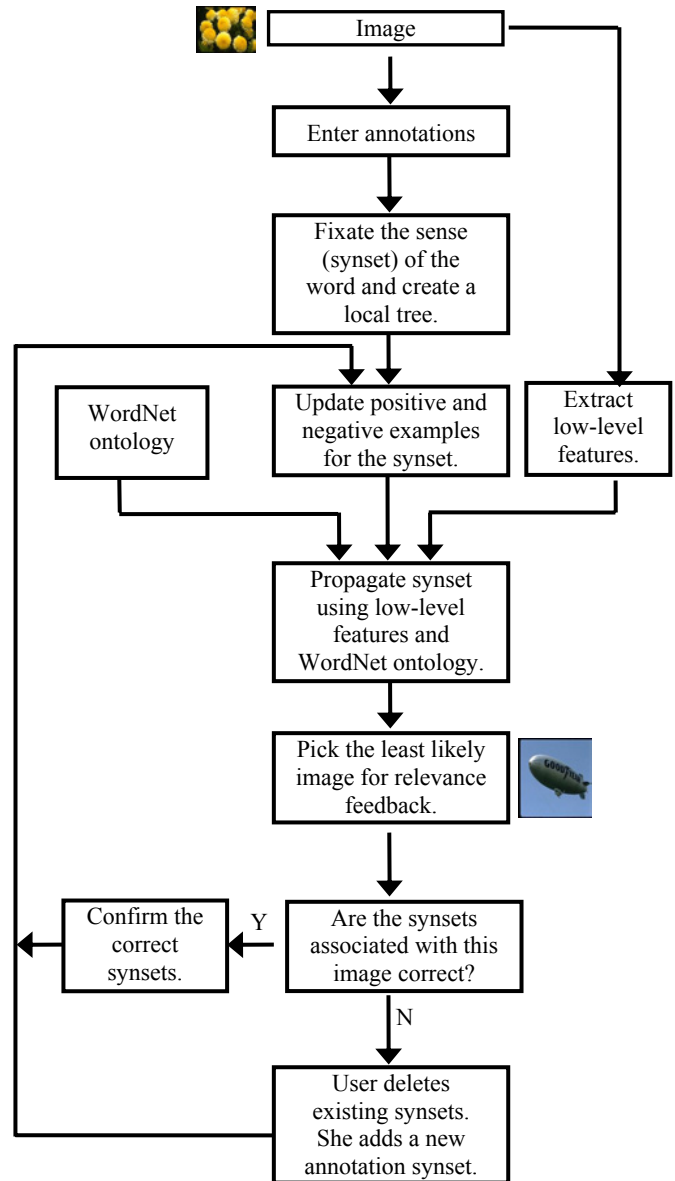 Image
Enter annotations
Fixate the sense
(synset) of the
word and create a
local tree.
WordNet
ontology
Update positive and
negative examples
for the synset.
Extract
low-level
features.
Propagate synset
using low-level
features and
WordNet ontology.
Pick the least likely
image for relevance
feedback.
GOODYEAR
Confirm the
correct
synsets.
Y
Are the synsets
associated with this
image correct?
N
User deletes
existing synsets.
She adds a new
annotation synset.